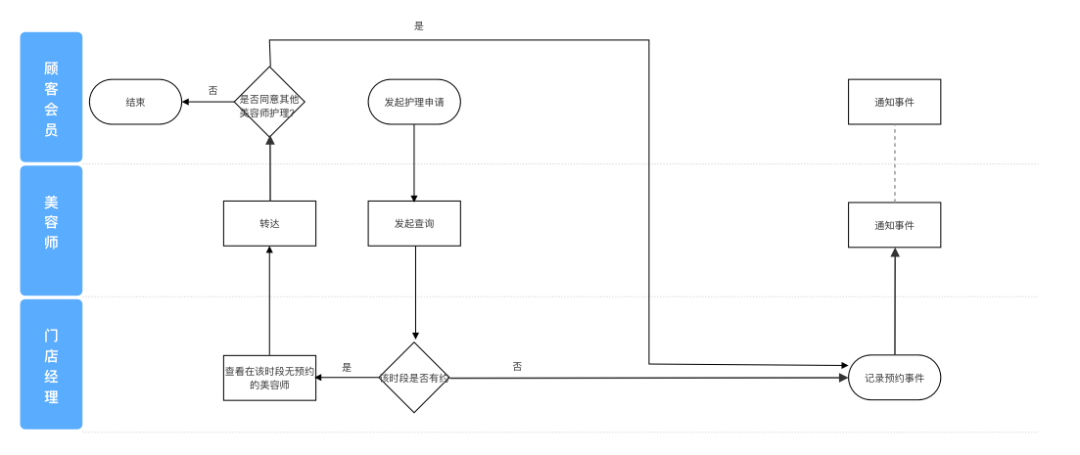 是
顾客会员
结束
否
是否同意其他
美容师护理?
发起护理申请
通知事件
美容师
转达
发起查询
通知事件
门店经理
查看在该时段无预约
的美容师
是
该时段是否有约
否
记录预约事件